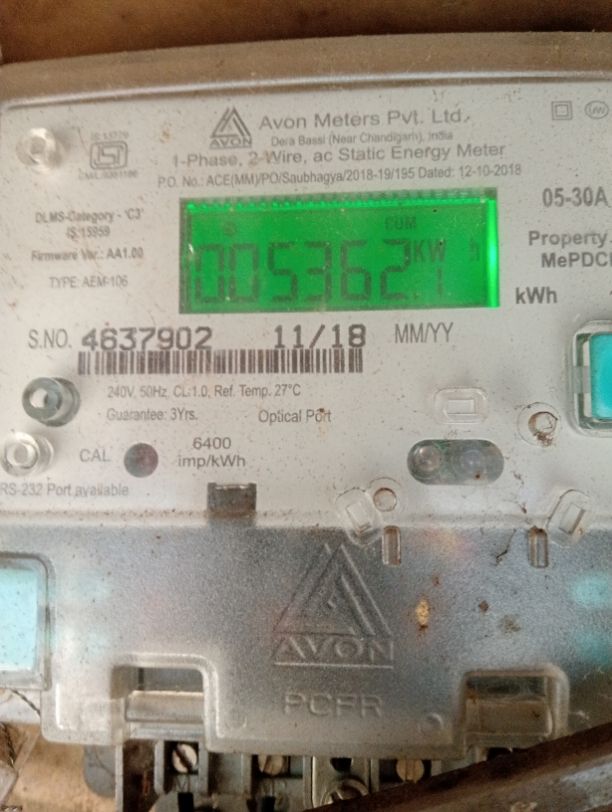 IS 13779
AVON
Avon Meters Pvt. Ltd.
Dera Bassi (Near Chandigarh), India
1-Phase, 2-Wire, ac Static Energy Meter
P.O. No.: ACE(MM)/PO/Saubhagya/2018-19/195 Dated: 12-10-2018
DLMS-Category - 'C3'
IS:15959
Firmware Ver.: AA1.00
TYPE: AEM-106
CUM
005362.1 KW h
kWh
05-30A
Property
MePDCL
S.NO. 4637902 11/18 MM/YY
240V, 50Hz, CL:1.0, Ref. Temp. 27°C
Guarantee: 3Yrs. Optical Port
CAL 6400
imp/kWh
RS-232 Port available
AVON
PCFR